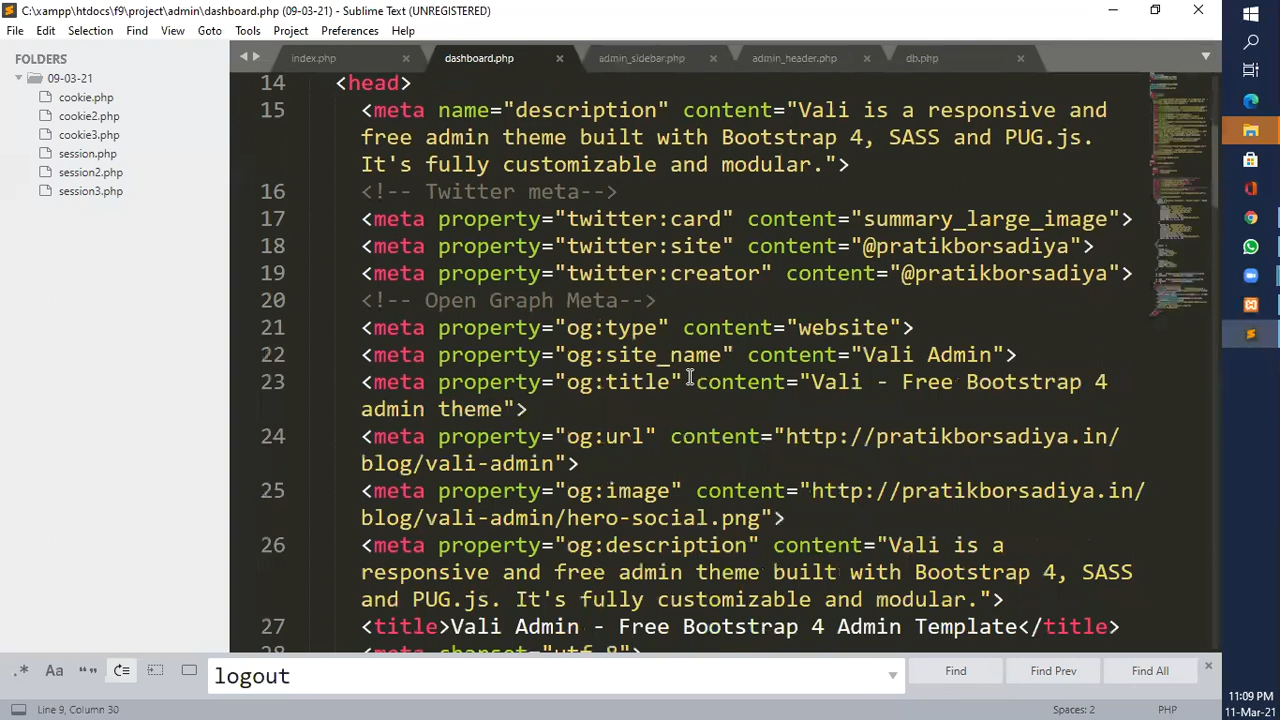 C:\xampp\htdocs\f9\project\admin\dashboard.php (09-03-21) - Sublime Text (UNREGISTERED)
File Edit Selection Find View Goto Tools Project Preferences Help
FOLDERS
09-03-21
cookie.php
cookie2.php
cookie3.php
session.php
session2.php
session3.php
index.php dashboard.php admin_sidebar.php admin_header.php db.php
14 <head>
15 <meta name="description" content="Vali is a responsive and
free admin theme built with Bootstrap 4, SASS and PUG.js.
It's fully customizable and modular.">
16 <!-- Twitter meta-->
17 <meta property="twitter:card" content="summary_large_image">
18 <meta property="twitter:site" content="@pratikborsadiya">
19 <meta property="twitter:creator" content="@pratikborsadiya">
20 <!-- Open Graph Meta-->
21 <meta property="og:type" content="website">
22 <meta property="og:site_name" content="Vali Admin">
23 <meta property="og:title" content="Vali - Free Bootstrap 4
admin theme">
24 <meta property="og:url" content="http://pratikborsadiya.in/
blog/vali-admin">
25 <meta property="og:image" content="http://pratikborsadiya.in/
blog/vali-admin/hero-social.png">
26 <meta property="og:description" content="Vali is a
responsive and free admin theme built with Bootstrap 4, SASS
and PUG.js. It's fully customizable and modular.">
27 <title>Vali Admin - Free Bootstrap 4 Admin Template</title>
28 <meta charset="utf-8">
.* Aa “”
logout
Find Find Prev Find All
Line 9, Column 30
Spaces: 2 PHP
11:09 PM
11-Mar-21